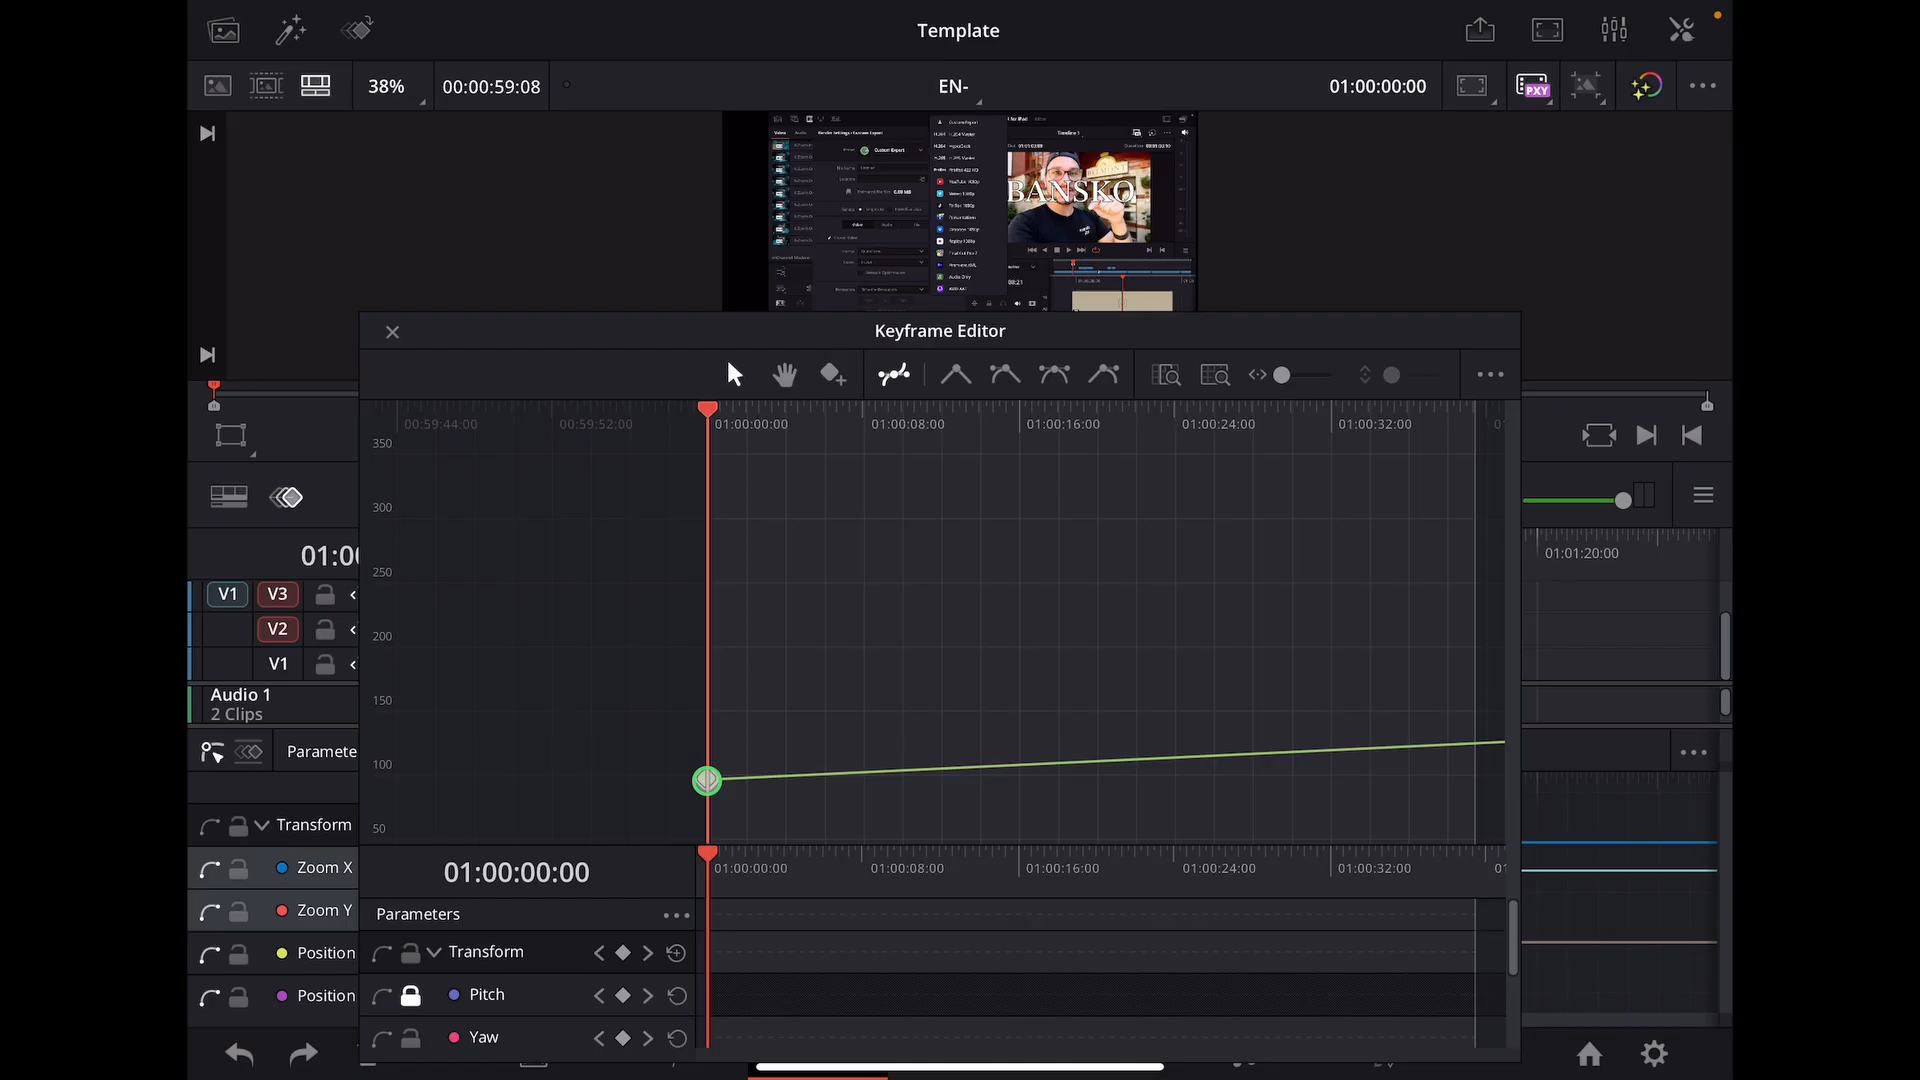 Template
38%
00:00:59:08
EN-
01:00:00:00
PXY
Timeline 1
Custom Export
BANSKO
Keyframe Editor
00:59:44:00
00:59:52:00
01:00:00:00
01:00:08:00
01:00:16:00
01:00:24:00
01:00:32:00
350
300
250
200
150
100
50
01:00
01:01:20:00
V1
V3
V2
V1
Audio 1
2 Clips
Paramete
Transform
Zoom X
Zoom Y
Position
Position
01:00:00:00
01:00:00:00
01:00:08:00
01:00:16:00
01:00:24:00
01:00:32:00
Parameters
Transform
Pitch
Yaw